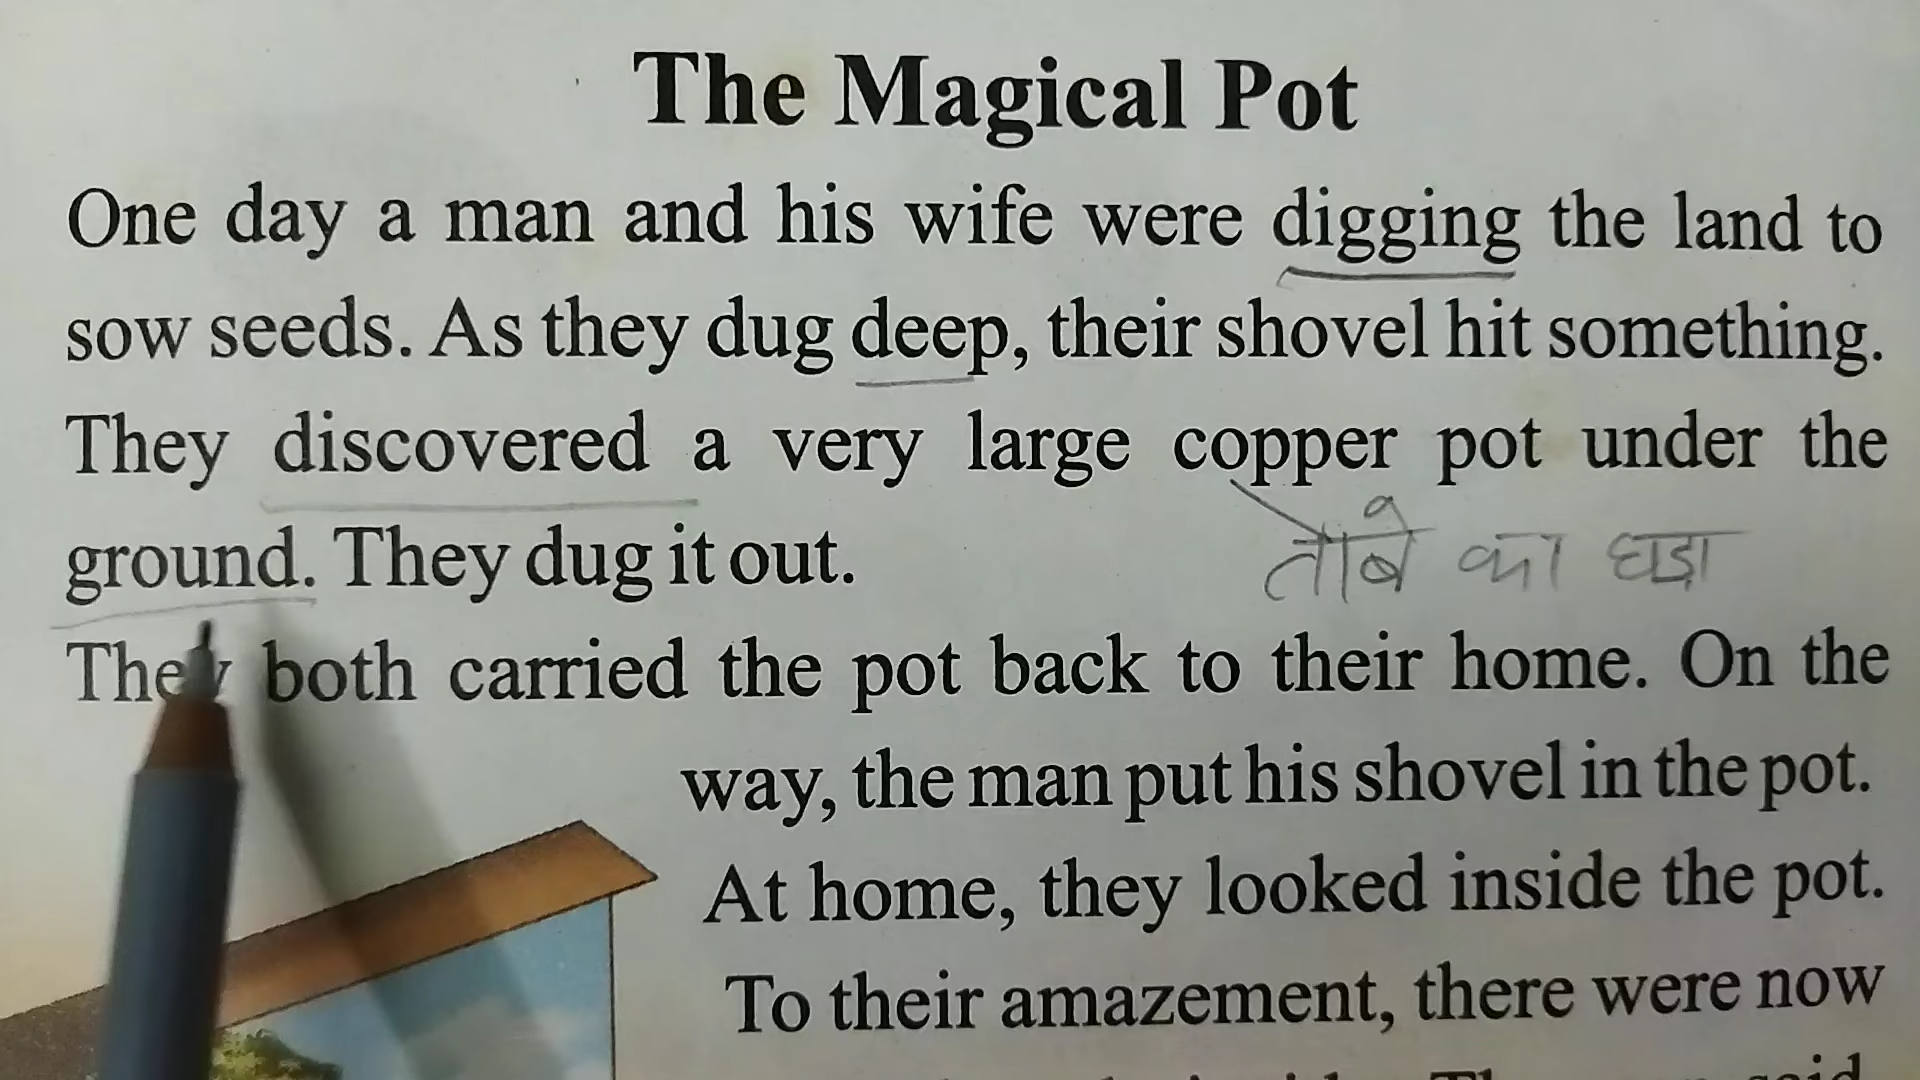 The Magical Pot
One day a man and his wife were digging the land to
sow seeds. As they dug deep, their shovel hit something.
They discovered a very large copper pot under the
ground. They dug it out.
तांबे का घड़ा
They both carried the pot back to their home. On the
way, the man put his shovel in the pot.
At home, they looked inside the pot.
To their amazement, there were now
said